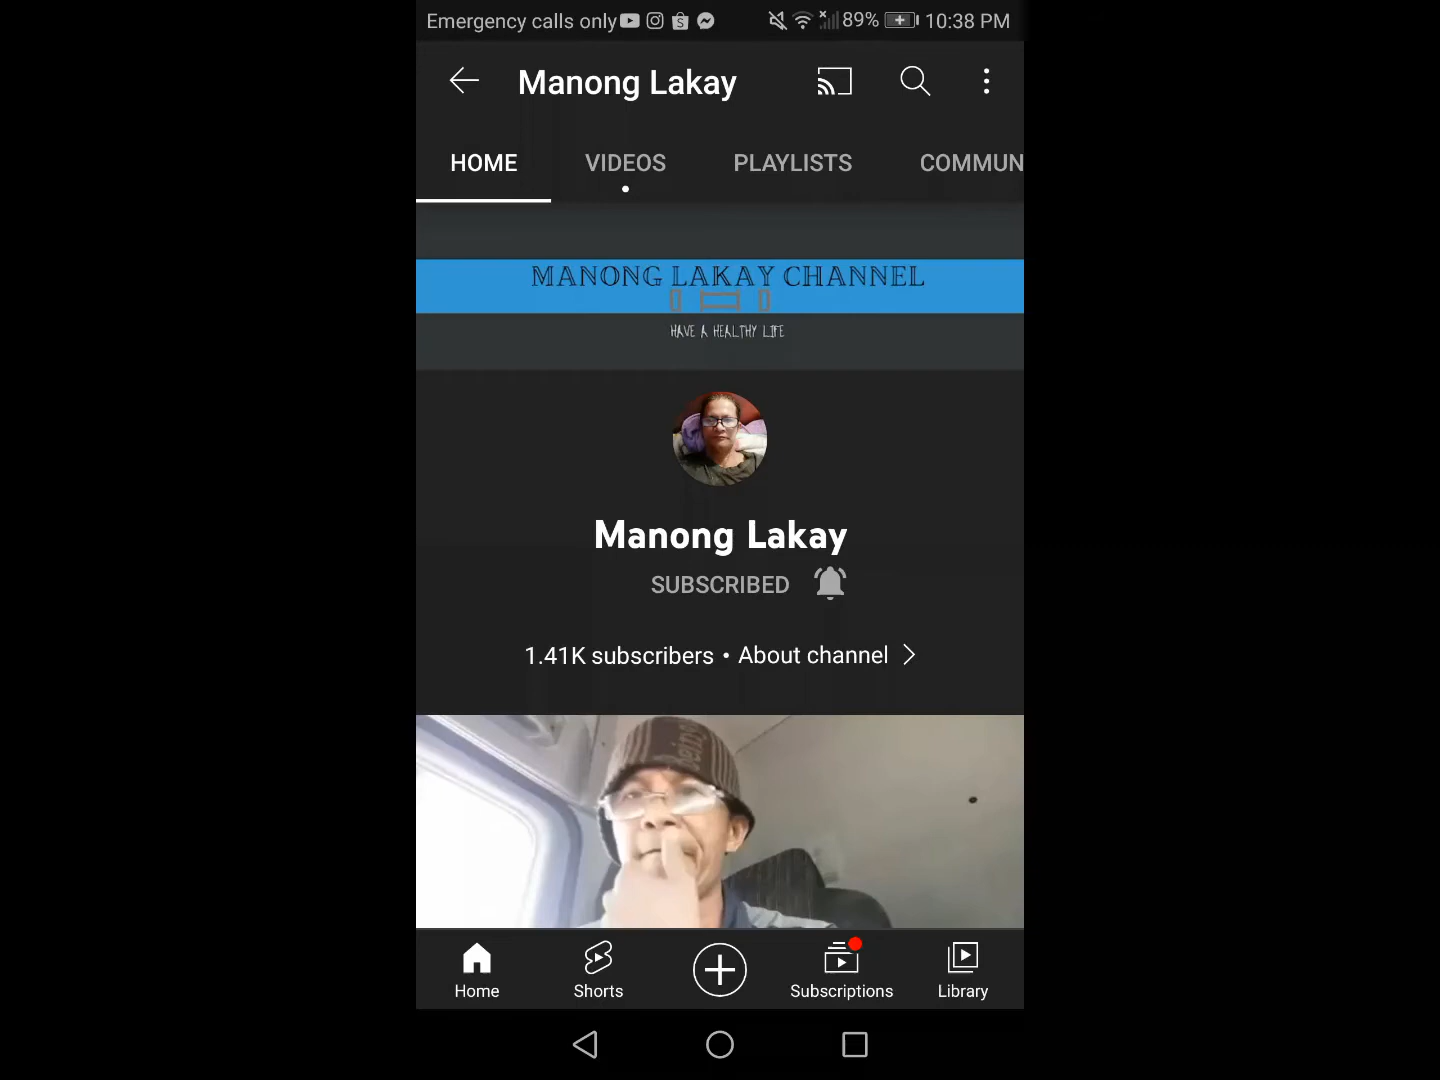 Emergency calls only 89% 10:38 PM
Manong Lakay
HOME VIDEOS PLAYLISTS COMMUN
MANONG LAKAY CHANNEL
HAVE A HEALTHY LIFE
Manong Lakay
SUBSCRIBED
1.41K subscribers • About channel
Home Shorts Subscriptions Library